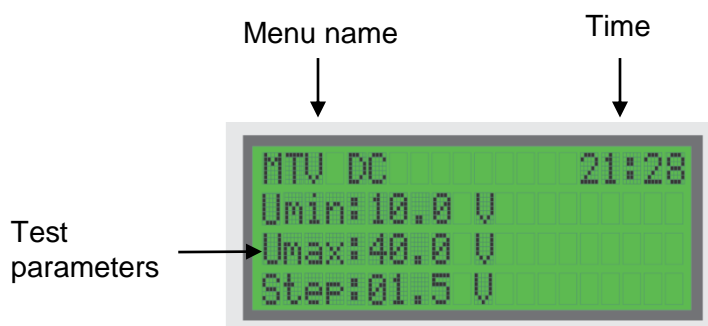 Menu name
Time
MTV DC 21:28
Umin:10.0 V
Test
parameters
Umax:40.0 V
Step:01.5 V